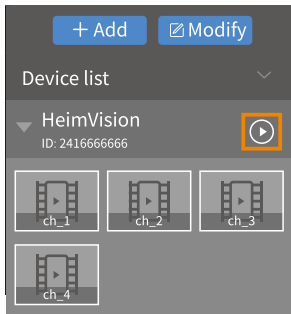 + Add
Modify
Device list
HeimVision
ID: 2416666666
ch_1
ch_2
ch_3
ch_4